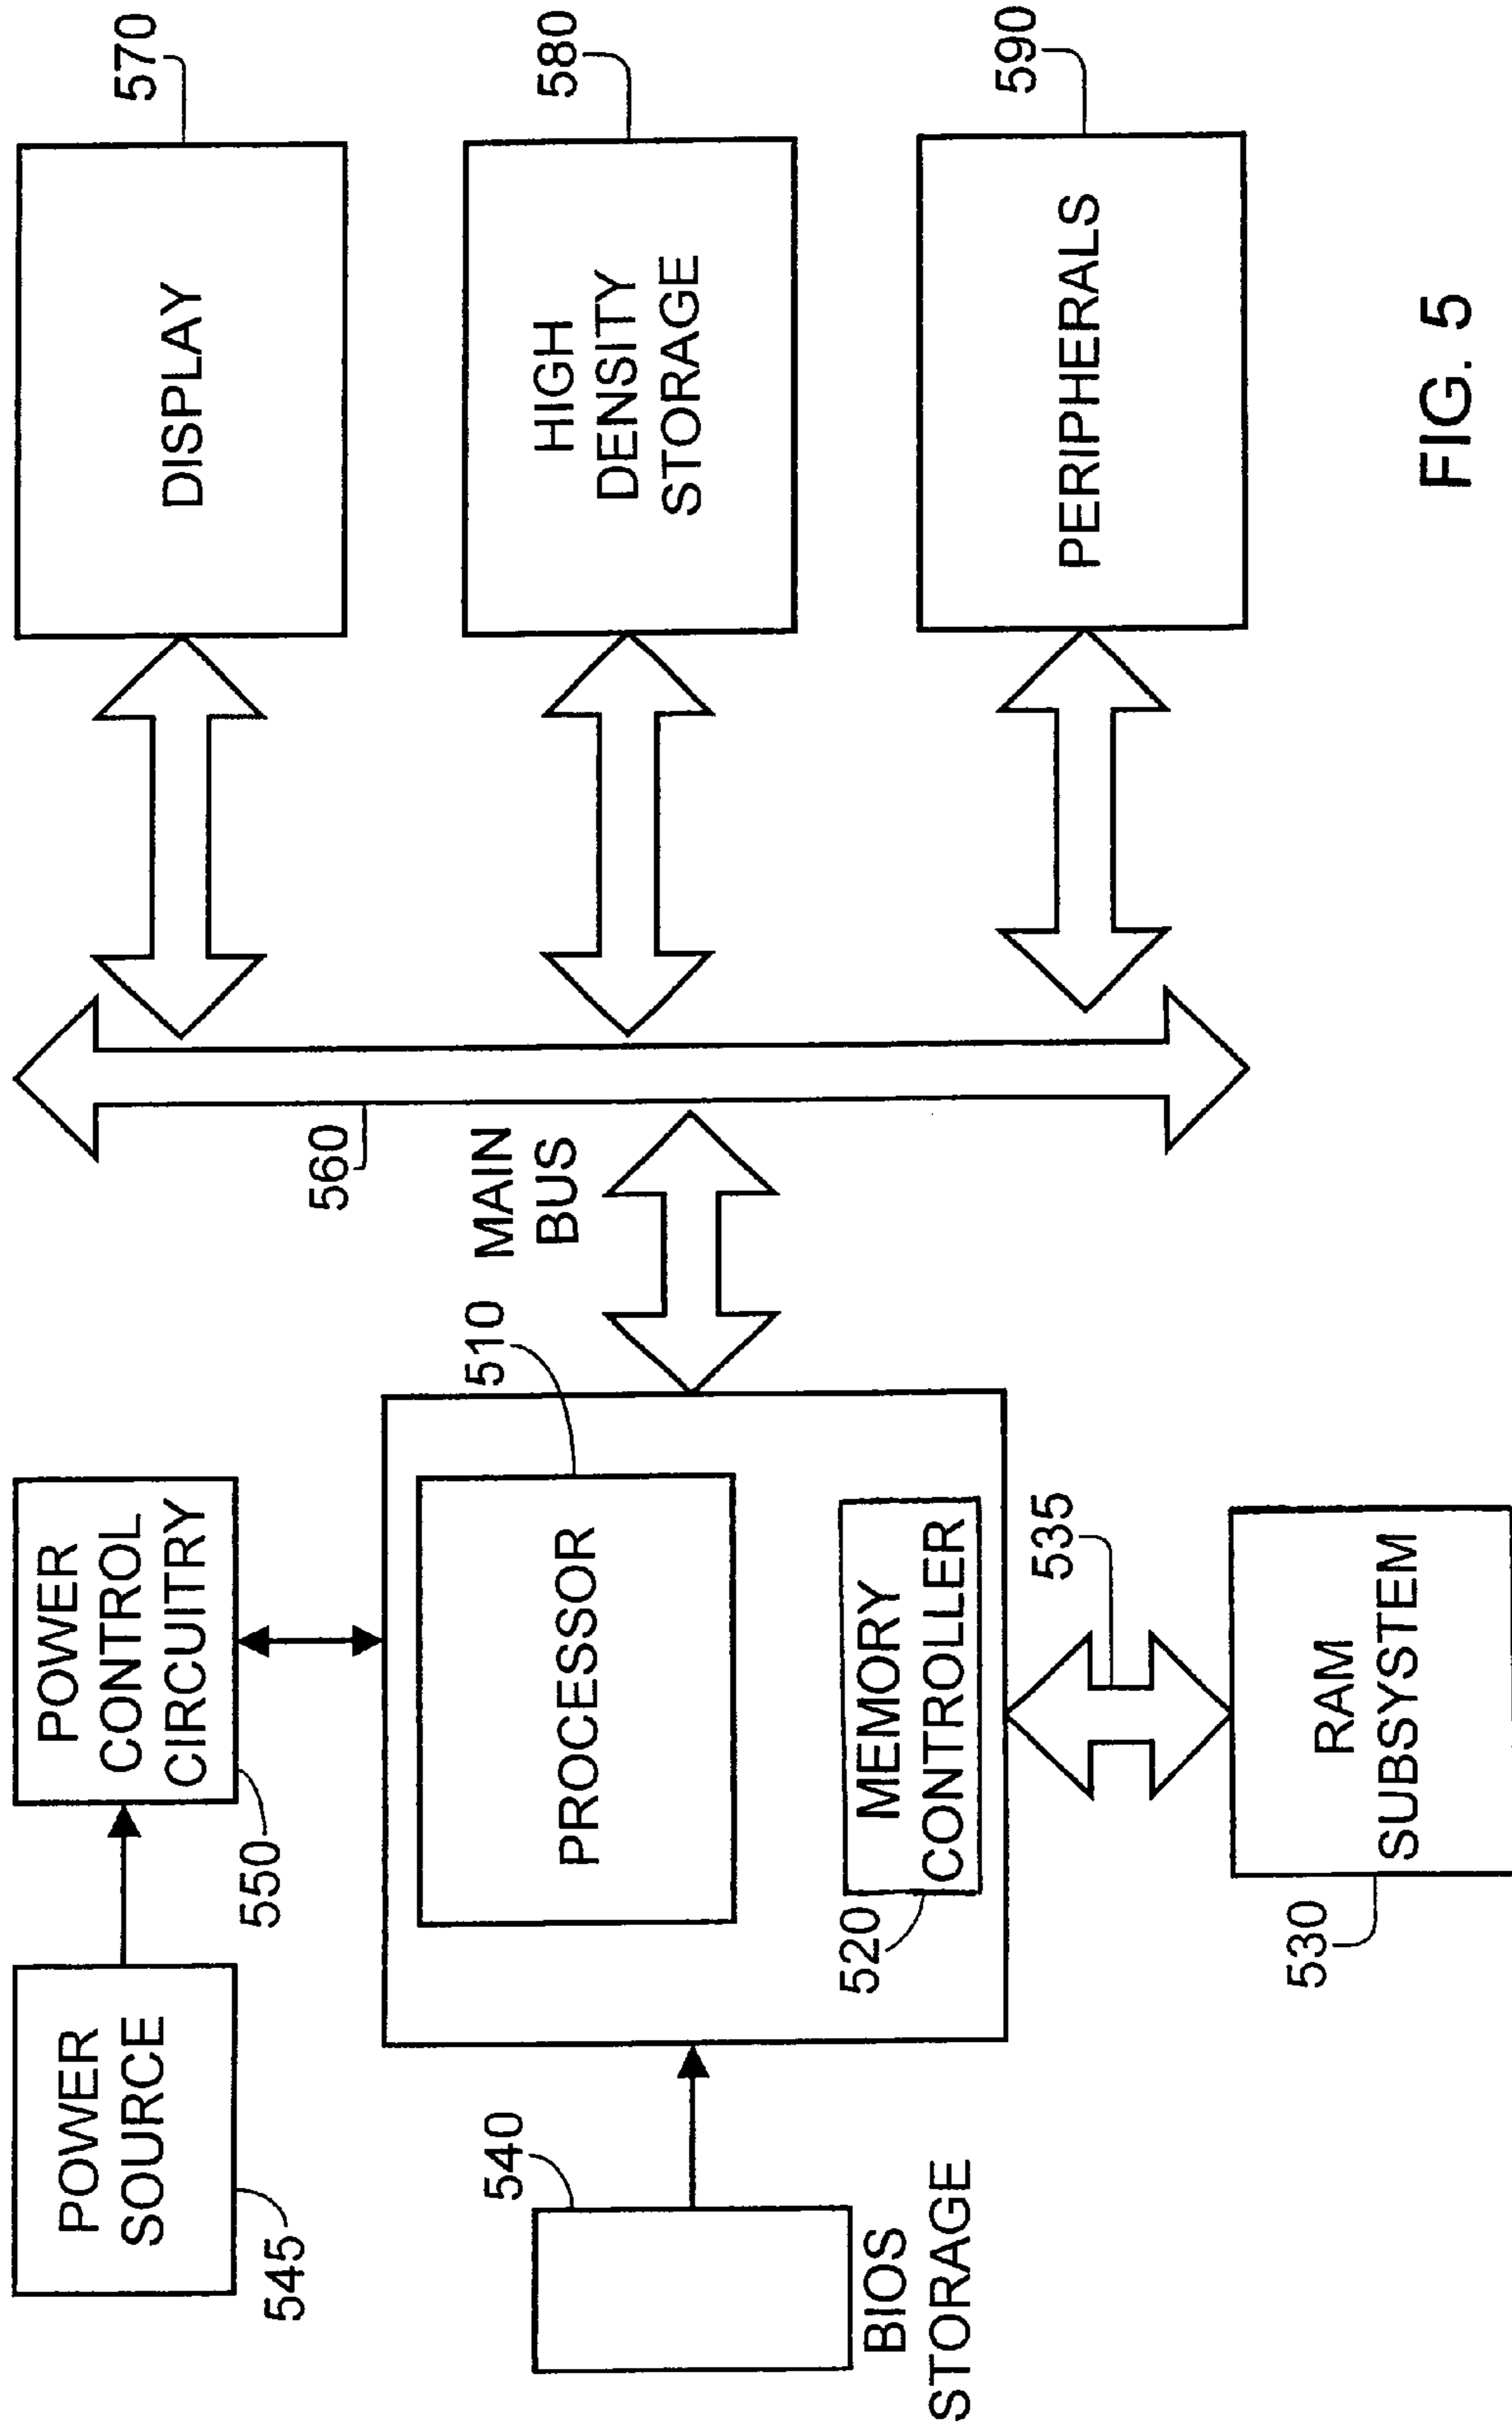 POWER
SOURCE
545
POWER
CONTROL
CIRCUITRY
550
540
BIOS
STORAGE
510
PROCESSOR
520
MEMORY
CONTROLLER
535
530
RAM
SUBSYSTEM
560
MAIN
BUS
570
DISPLAY
580
HIGH
DENSITY
STORAGE
590
PERIPHERALS
FIG. 5